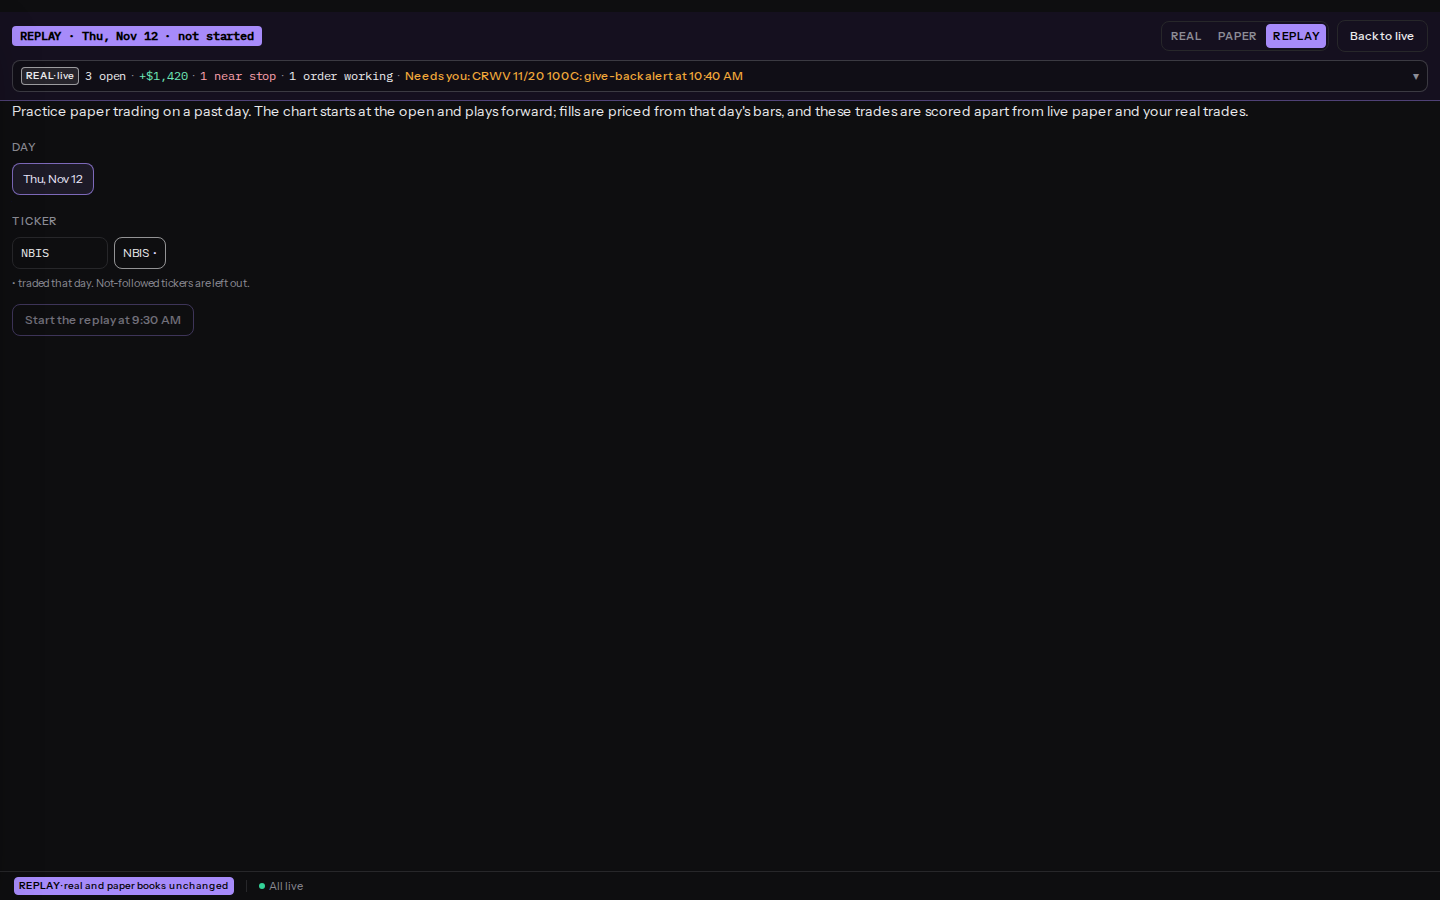 REPLAY · Thu, Nov 12 · not started
REAL PAPER REPLAY Back to live
REAL·live 3 open · +$1,420 · 1 near stop · 1 order working · Needs you: CRWV 11/20 100C: give-back alert at 10:40 AM ▾
Practice paper trading on a past day. The chart starts at the open and plays forward; fills are priced from that day's bars, and these trades are scored apart from live paper and your real trades.
DAY
Thu, Nov 12
TICKER
NBIS NBIS •
• traded that day. Not-followed tickers are left out.
Start the replay at 9:30 AM
REPLAY·real and paper books unchanged All live